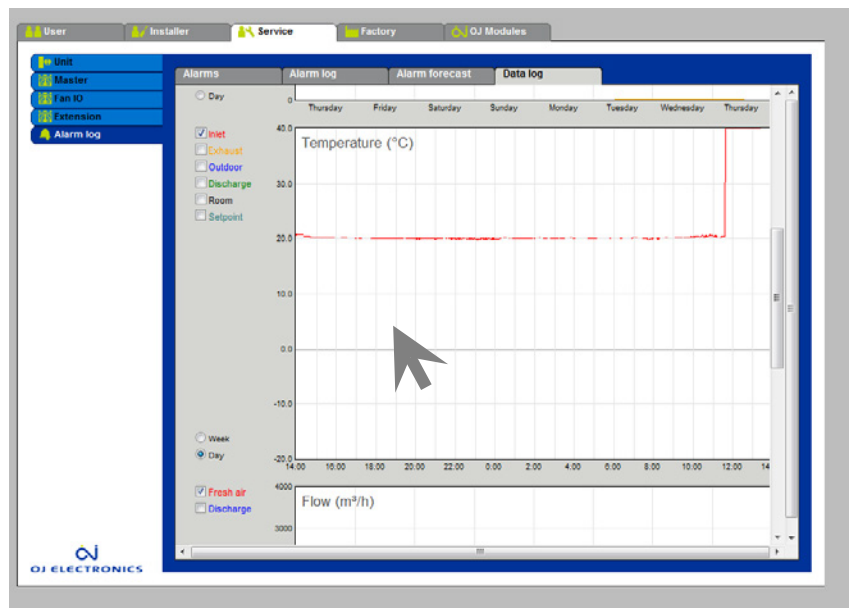 User Installer Service Factory OJ Modules
Unit
Master
Fan IO
Extension
Alarm log
Alarms Alarm log Alarm forecast Data log
Day
0
Thursday Friday Saturday Sunday Monday Tuesday Wednesday Thursday
Inlet
Exhaust
Outdoor
Discharge
Room
Setpoint
Temperature (°C)
40.0
30.0
20.0
10.0
0.0
-10.0
-20.0
Week
Day
14:00 16:00 18:00 20:00 22:00 0:00 2:00 4:00 6:00 8:00 10:00 12:00 14
Fresh air
Discharge
4000
Flow (m³/h)
3000
OJ
OJ ELECTRONICS